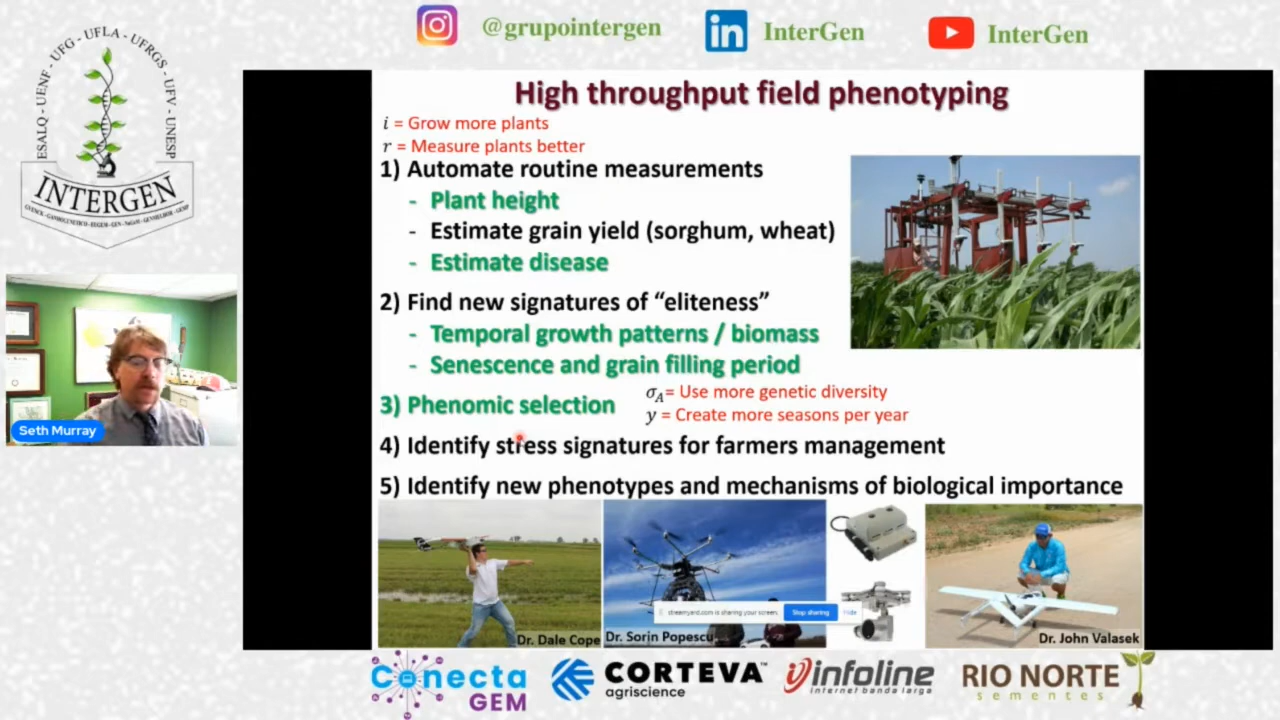 @grupointergen
InterGen
InterGen
ESALQ - UENF - UFG - UFLA - UFRGS - UFV - UNESP
INTERGEN
High throughput field phenotyping
i = Grow more plants
r = Measure plants better
1) Automate routine measurements
- Plant height
- Estimate grain yield (sorghum, wheat)
- Estimate disease
2) Find new signatures of “eliteness”
- Temporal growth patterns / biomass
- Senescence and grain filling period
3) Phenomic selection
σA= Use more genetic diversity
y = Create more seasons per year
4) Identify stress signatures for farmers management
5) Identify new phenotypes and mechanisms of biological importance
Seth Murray
streamyard.com is sharing your screen.
Stop sharing
Hide
Dr. Dale Cope
Dr. Sorin Popescu
Dr. John Valasek
Conecta
GEM
CORTEVA™
agriscience
infoline
internet banda larga
RIO NORTE
sementes